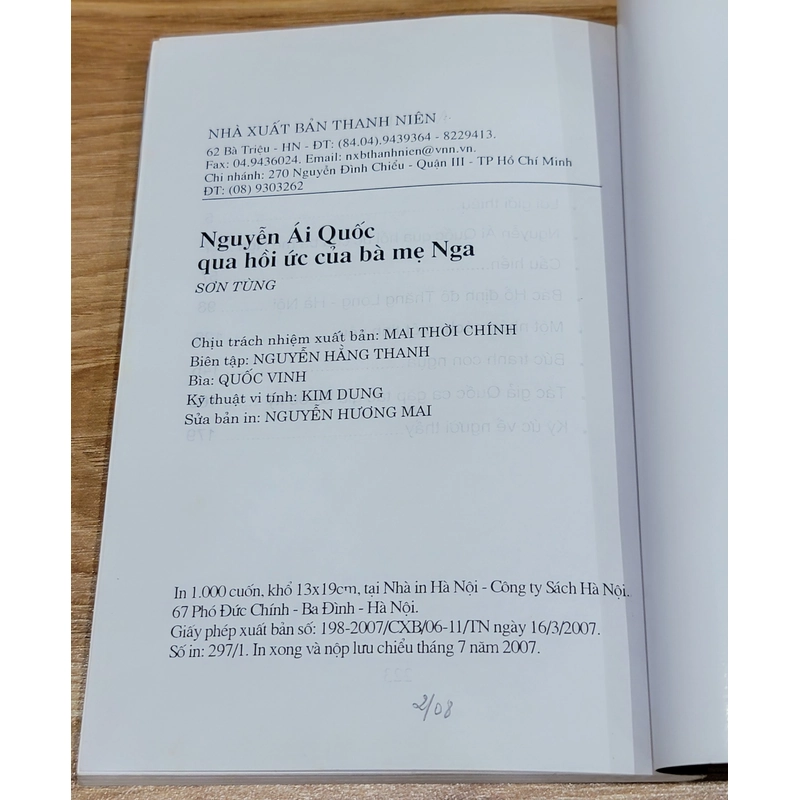 NHÀ XUẤT BẢN THANH NIÊN
62 Bà Triệu - HN - ĐT: (84.04).9439364 - 8229413.
Fax: 04.9436024. Email: nxbthanhnien@vnn.vn.
Chi nhánh: 270 Nguyễn Đình Chiểu - Quận III - TP Hồ Chí Minh
ĐT: (08) 9303262
Nguyễn Ái Quốc
qua hồi ức của bà mẹ Nga
SƠN TÙNG
Chịu trách nhiệm xuất bản: MAI THỜI CHÍNH
Biên tập: NGUYỄN HẰNG THANH
Bìa: QUỐC VINH
Kỹ thuật vi tính: KIM DUNG
Sửa bản in: NGUYỄN HƯƠNG MAI
In 1.000 cuốn, khổ 13x19cm, tại Nhà in Hà Nội - Công ty Sách Hà Nội.
67 Phó Đức Chính - Ba Đình - Hà Nội.
Giấy phép xuất bản số: 198-2007/CXB/06-11/TN ngày 16/3/2007.
Số in: 297/1. In xong và nộp lưu chiểu tháng 7 năm 2007.
2/08